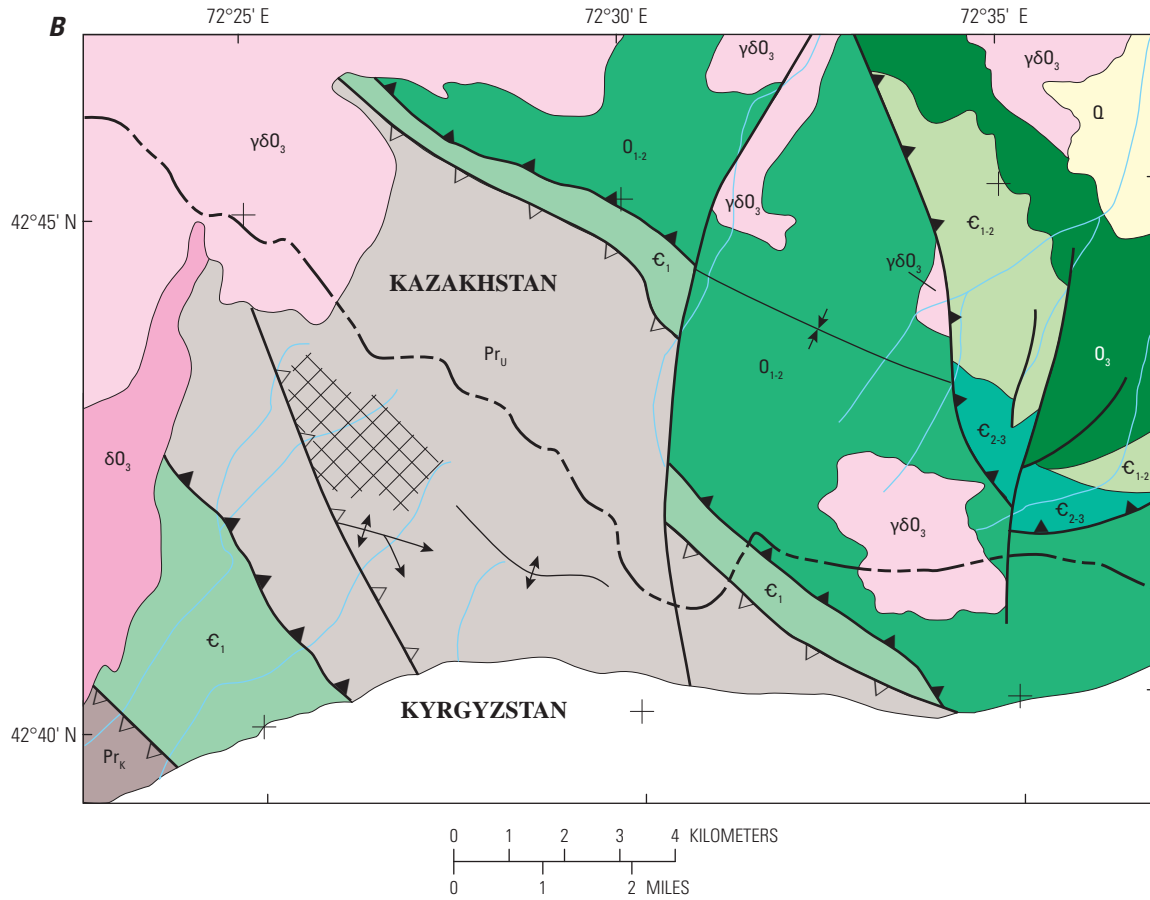 B
72°25' E
72°30' E
72°35' E
γδO₃
γδO₃
Q
γδO₃
O₁₋₂
γδO₃
42°45' N
Є₁₋₂
Є₁
γδO₃
KAZAKHSTAN
Pr_U
O₁₋₂
O₃
Є₂₋₃
δO₃
Є₁₋₂
Є₂₋₃
γδO₃
Є₁
Є₁
KYRGYZSTAN
42°40' N
Pr_K
0 1 2 3 4 KILOMETERS
0 1 2 MILES